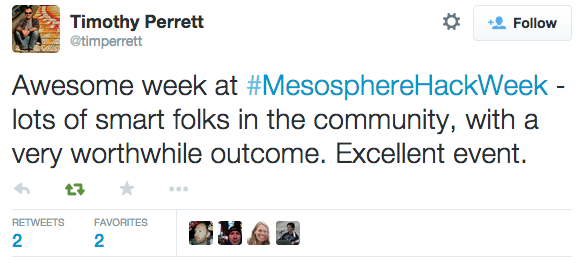 Timothy Perrett
@timperrett
Follow
Awesome week at #MesosphereHackWeek -
lots of smart folks in the community, with a
very worthwhile outcome. Excellent event.
RETWEETS FAVORITES
2 2